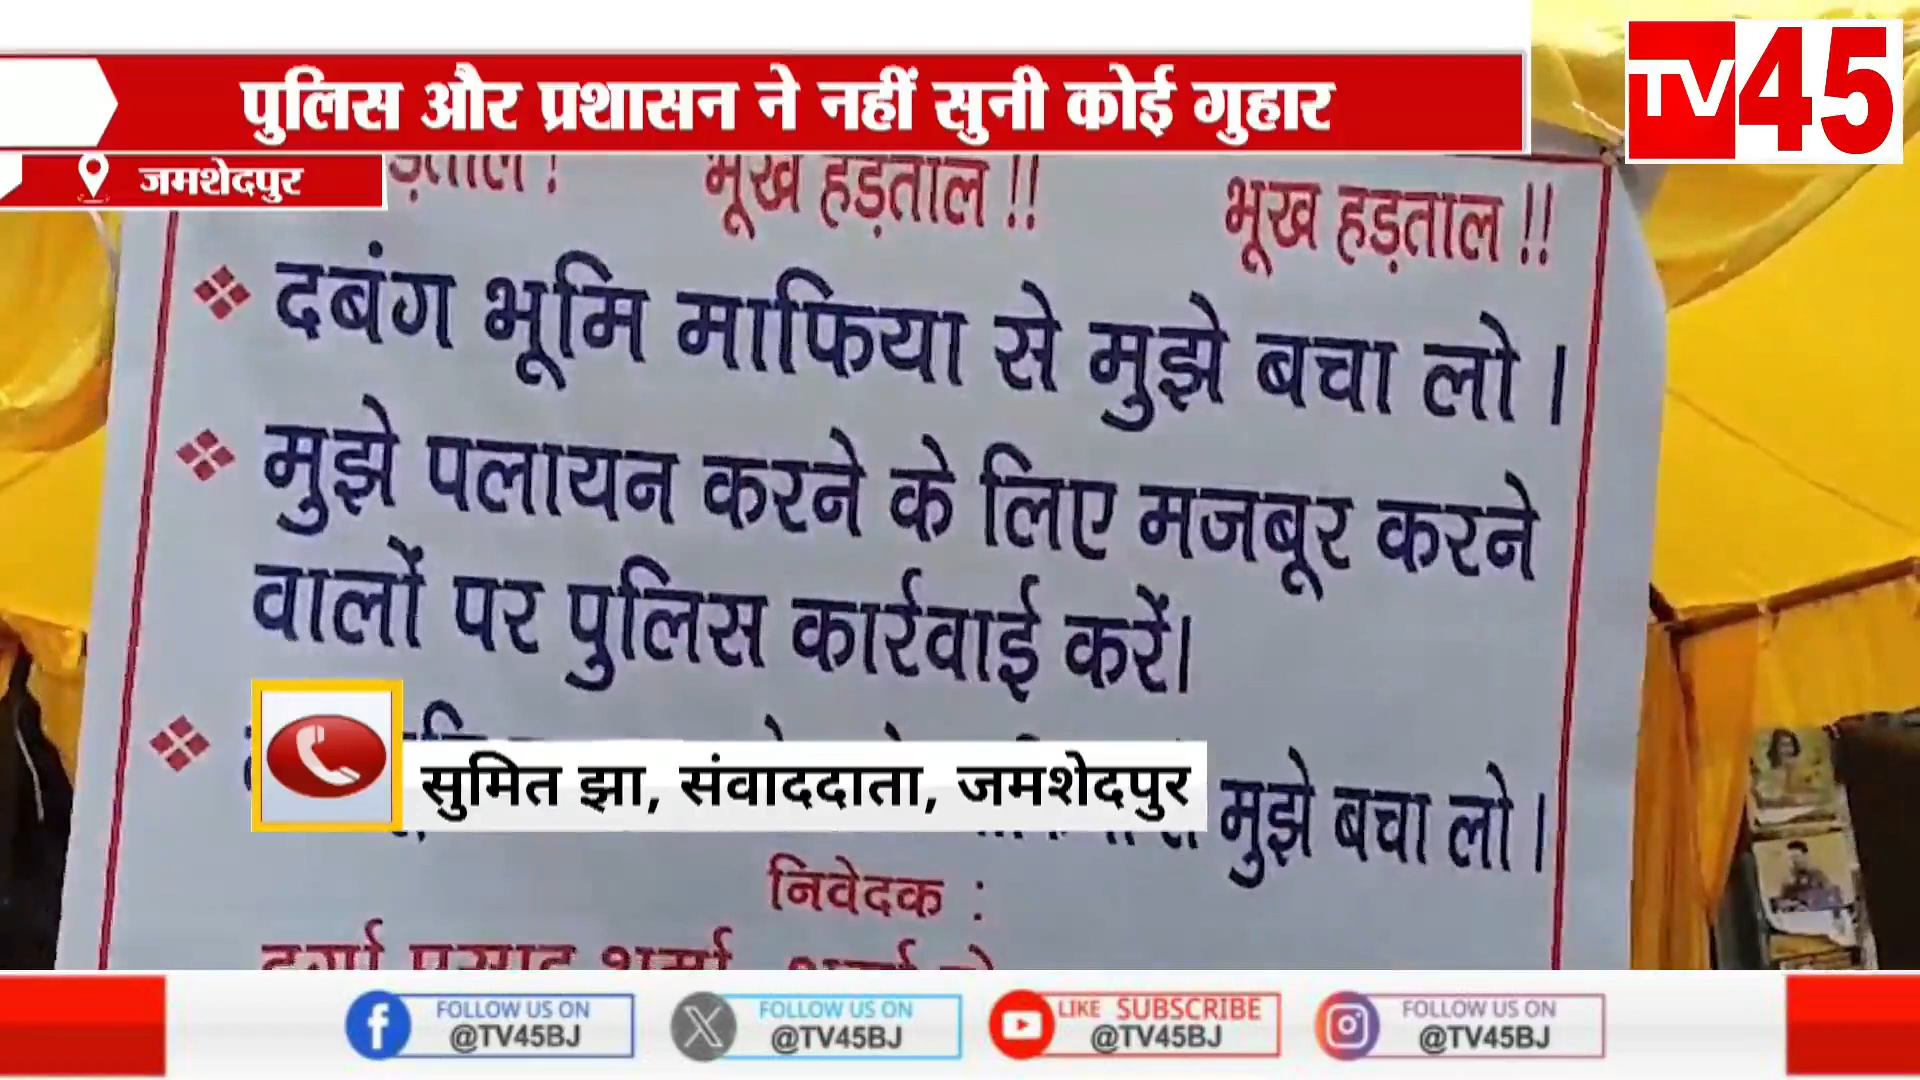 पुलिस और प्रशासन ने नहीं सुनी कोई गुहार
TV45
जमशेदपुर
भूख हड़ताल !!
भूख हड़ताल !!
दबंग भूमि माफिया से मुझे बचा लो ।
मुझे पलायन करने के लिए मजबूर करने
वालों पर पुलिस कार्रवाई करें।
मुझे बचा लो ।
सुमित झा, संवाददाता, जमशेदपुर
निवेदक :
दुर्गा प्रसाद शर्मा
FOLLOW US ON
@TV45BJ
FOLLOW US ON
@TV45BJ
LIKE SUBSCRIBE
@TV45BJ
FOLLOW US ON
@TV45BJ